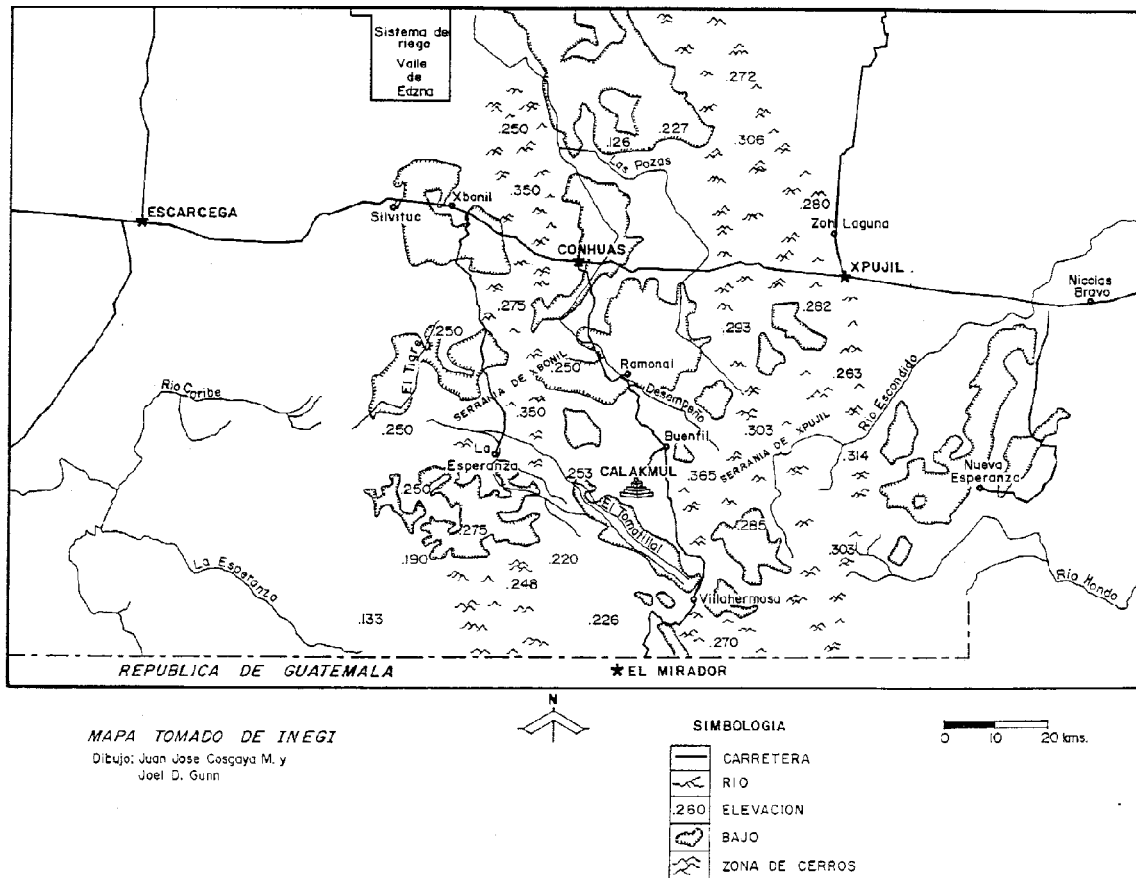 Sistema de
riego
Valle
de
Edzna
.272
.250
.126
.227
.306
Las Pozas
.350
.280
Xbonil
ESCARCEGA
Silvituc
Zoh Laguna
CONHUAS
XPUJIL
Nicolas
Bravo
.275
.282
.250
.293
El Tigre
SERRANIA DE XBONIL
.250
Ramonal
.263
Rio Caribe
Desempeño
Rio Escondido
.350
.303
.250
SERRANIA DE XPUJIL
Buenfil
La
Esperanza
.314
.253
CALAKMUL
.365
Nueva
Esperanza
.250
El Tomatillal
.275
.285
.190
.220
.303
La Esperanza
.248
Rio Hondo
Villahermosa
.133
.226
.270
REPUBLICA DE GUATEMALA
EL MIRADOR
N
MAPA TOMADO DE INEGI
Dibujo: Juan Jose Cosgaya M. y
Joel D. Gunn
SIMBOLOGIA
0 10 20 kms.
CARRETERA
RIO
.260 ELEVACION
BAJO
ZONA DE CERROS